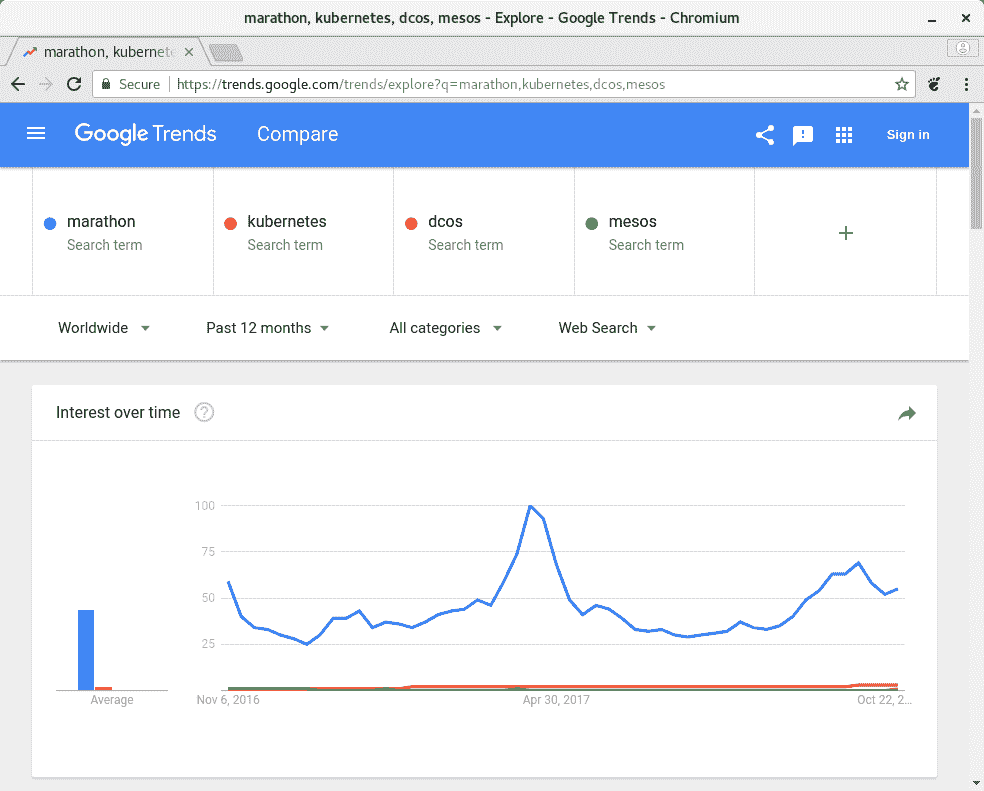 marathon, kubernetes, dcos, mesos - Explore - Google Trends - Chromium
marathon, kubernete
Secure https://trends.google.com/trends/explore?q=marathon,kubernetes,dcos,mesos
Google Trends Compare Sign in
marathon kubernetes dcos mesos
Search term Search term Search term Search term
+
Worldwide Past 12 months All categories Web Search
Interest over time ?
100
75
50
25
Average Nov 6, 2016 Apr 30, 2017 Oct 22, 2...